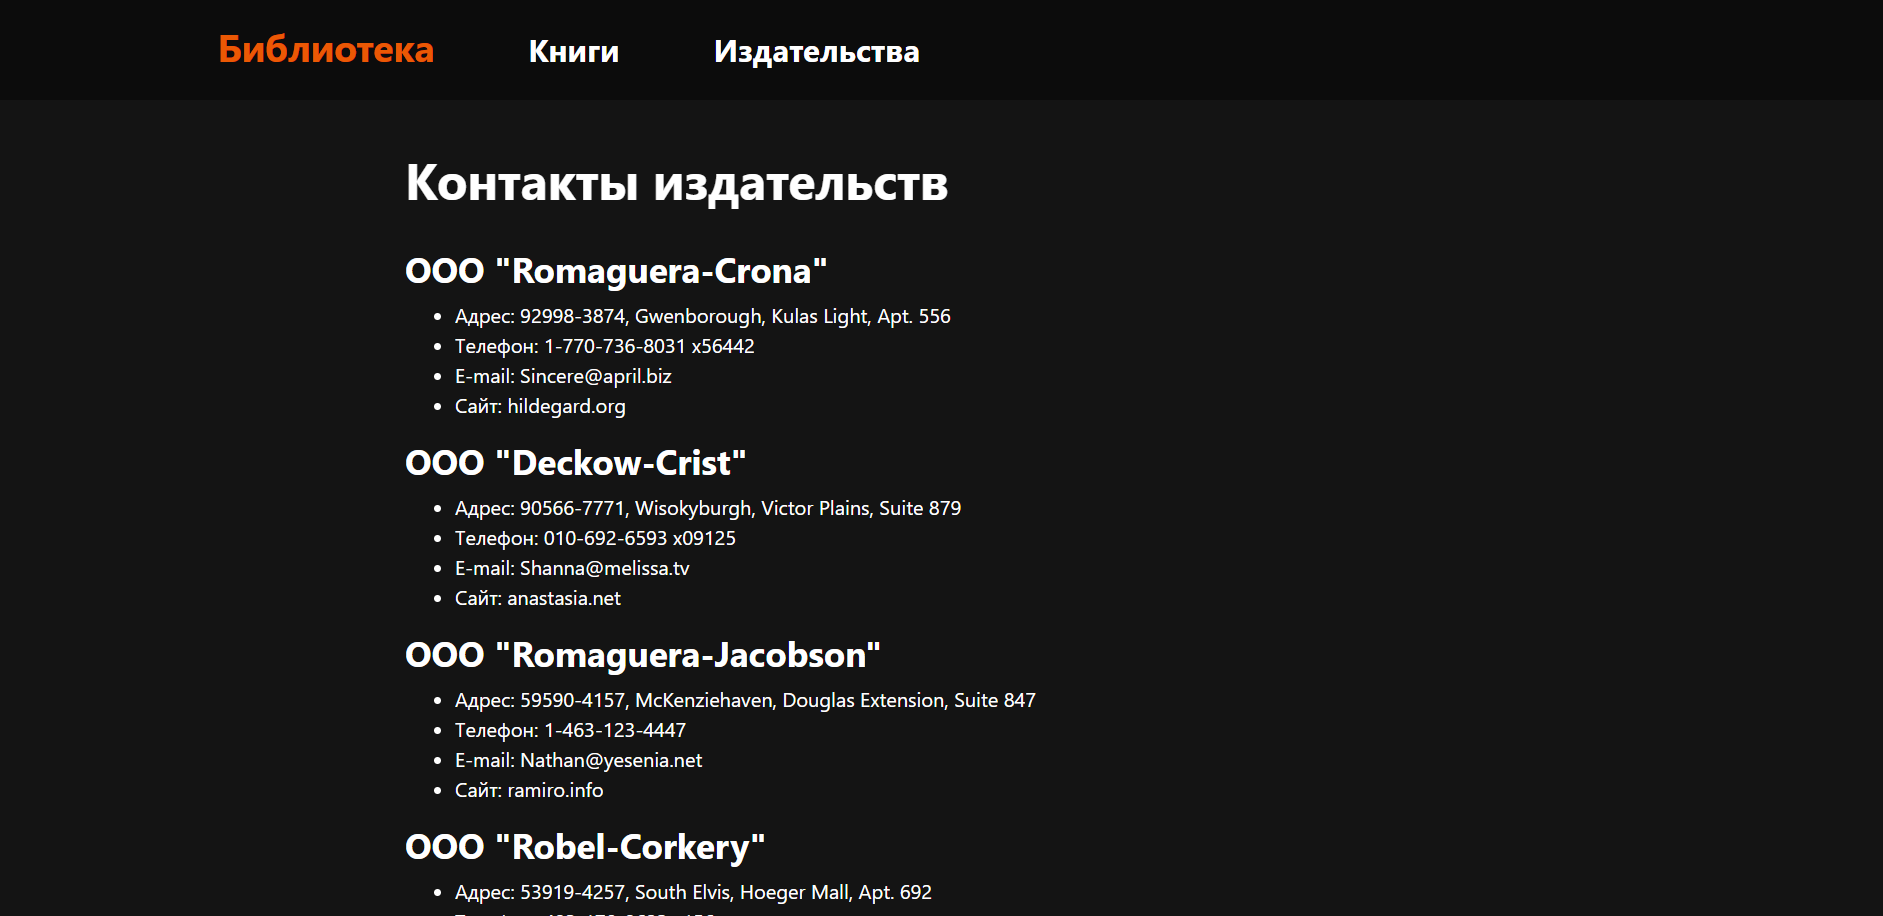 Библиотека Книги Издательства
Контакты издательств
ООО "Romaguera-Crona"
Адрес: 92998-3874, Gwenborough, Kulas Light, Apt. 556
Телефон: 1-770-736-8031 x56442
E-mail: Sincere@april.biz
Сайт: hildegard.org
ООО "Deckow-Crist"
Адрес: 90566-7771, Wisokyburgh, Victor Plains, Suite 879
Телефон: 010-692-6593 x09125
E-mail: Shanna@melissa.tv
Сайт: anastasia.net
ООО "Romaguera-Jacobson"
Адрес: 59590-4157, McKenziehaven, Douglas Extension, Suite 847
Телефон: 1-463-123-4447
E-mail: Nathan@yesenia.net
Сайт: ramiro.info
ООО "Robel-Corkery"
Адрес: 53919-4257, South Elvis, Hoeger Mall, Apt. 692